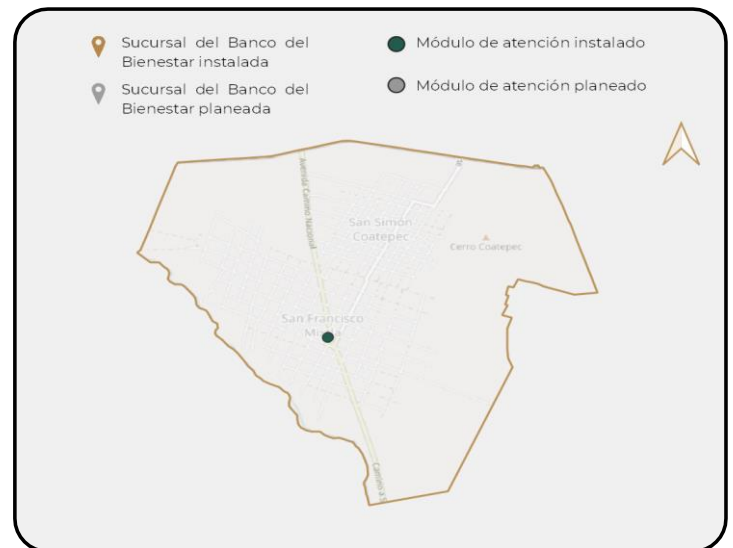 Sucursal del Banco del
Bienestar instalada
Módulo de atención instalado
Sucursal del Banco del
Bienestar planeada
Módulo de atención planeado
Avenida Camino Nacional
San Simón
Coatepec
Cerro Coatepec
San Francisco